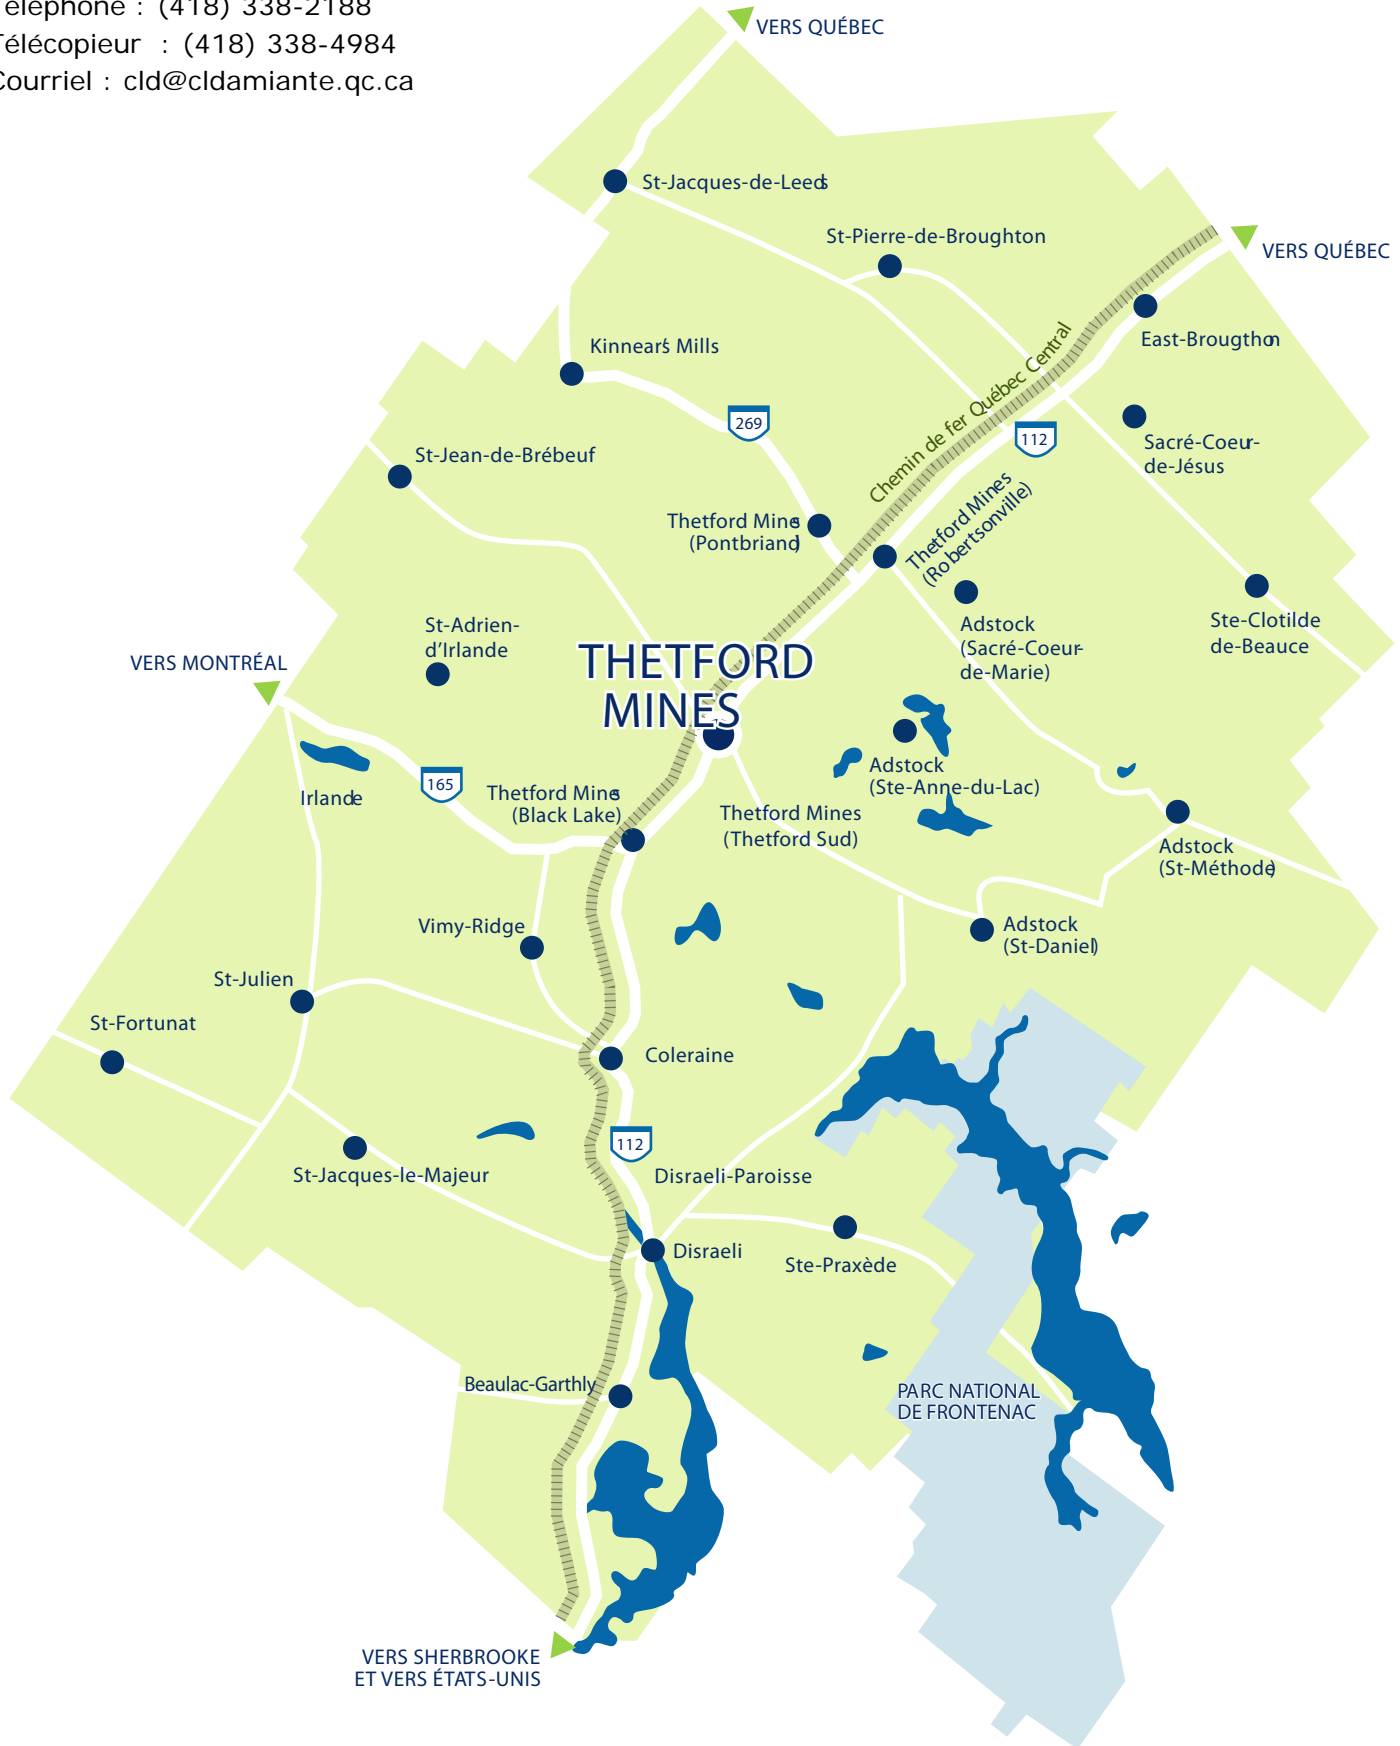 Téléphone : (418) 338-2188
Télécopieur : (418) 338-4984
Courriel : cld@cldamiante.qc.ca
VERS QUÉBEC
St-Jacques-de-Leeds
St-Pierre-de-Broughton
VERS QUÉBEC
East-Brougthon
Kinnear's Mills
Chemin de fer Québec Central
269
112
Sacré-Coeur-
de-Jésus
St-Jean-de-Brébeuf
Thetford Mines
(Pontbriand)
Thetford Mines
(Robertsonville)
Adstock
(Sacré-Coeur-
de-Marie)
Ste-Clotilde
de-Beauce
St-Adrien-
d'Irlande
VERS MONTRÉAL
THETFORD
MINES
Irlande
165
Thetford Mines
(Black Lake)
Thetford Mines
(Thetford Sud)
Adstock
(Ste-Anne-du-Lac)
Adstock
(St-Méthode)
Vimy-Ridge
Adstock
(St-Daniel)
St-Julien
St-Fortunat
Coleraine
112
St-Jacques-le-Majeur
Disraeli-Paroisse
Disraeli
Ste-Praxède
Beaulac-Garthly
PARC NATIONAL
DE FRONTENAC
VERS SHERBROOKE
ET VERS ÉTATS-UNIS